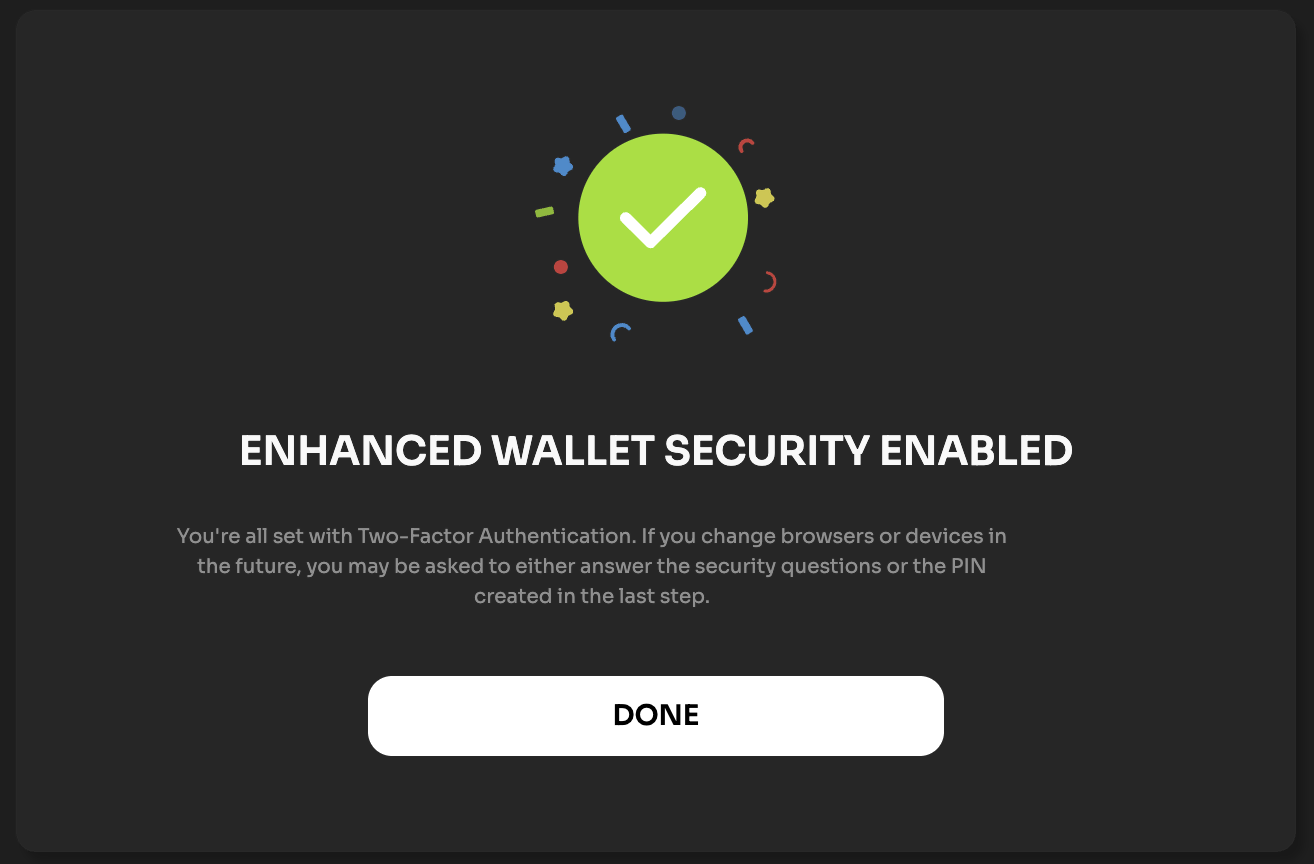 ENHANCED WALLET SECURITY ENABLED
You're all set with Two-Factor Authentication. If you change browsers or devices in
the future, you may be asked to either answer the security questions or the PIN
created in the last step.
DONE